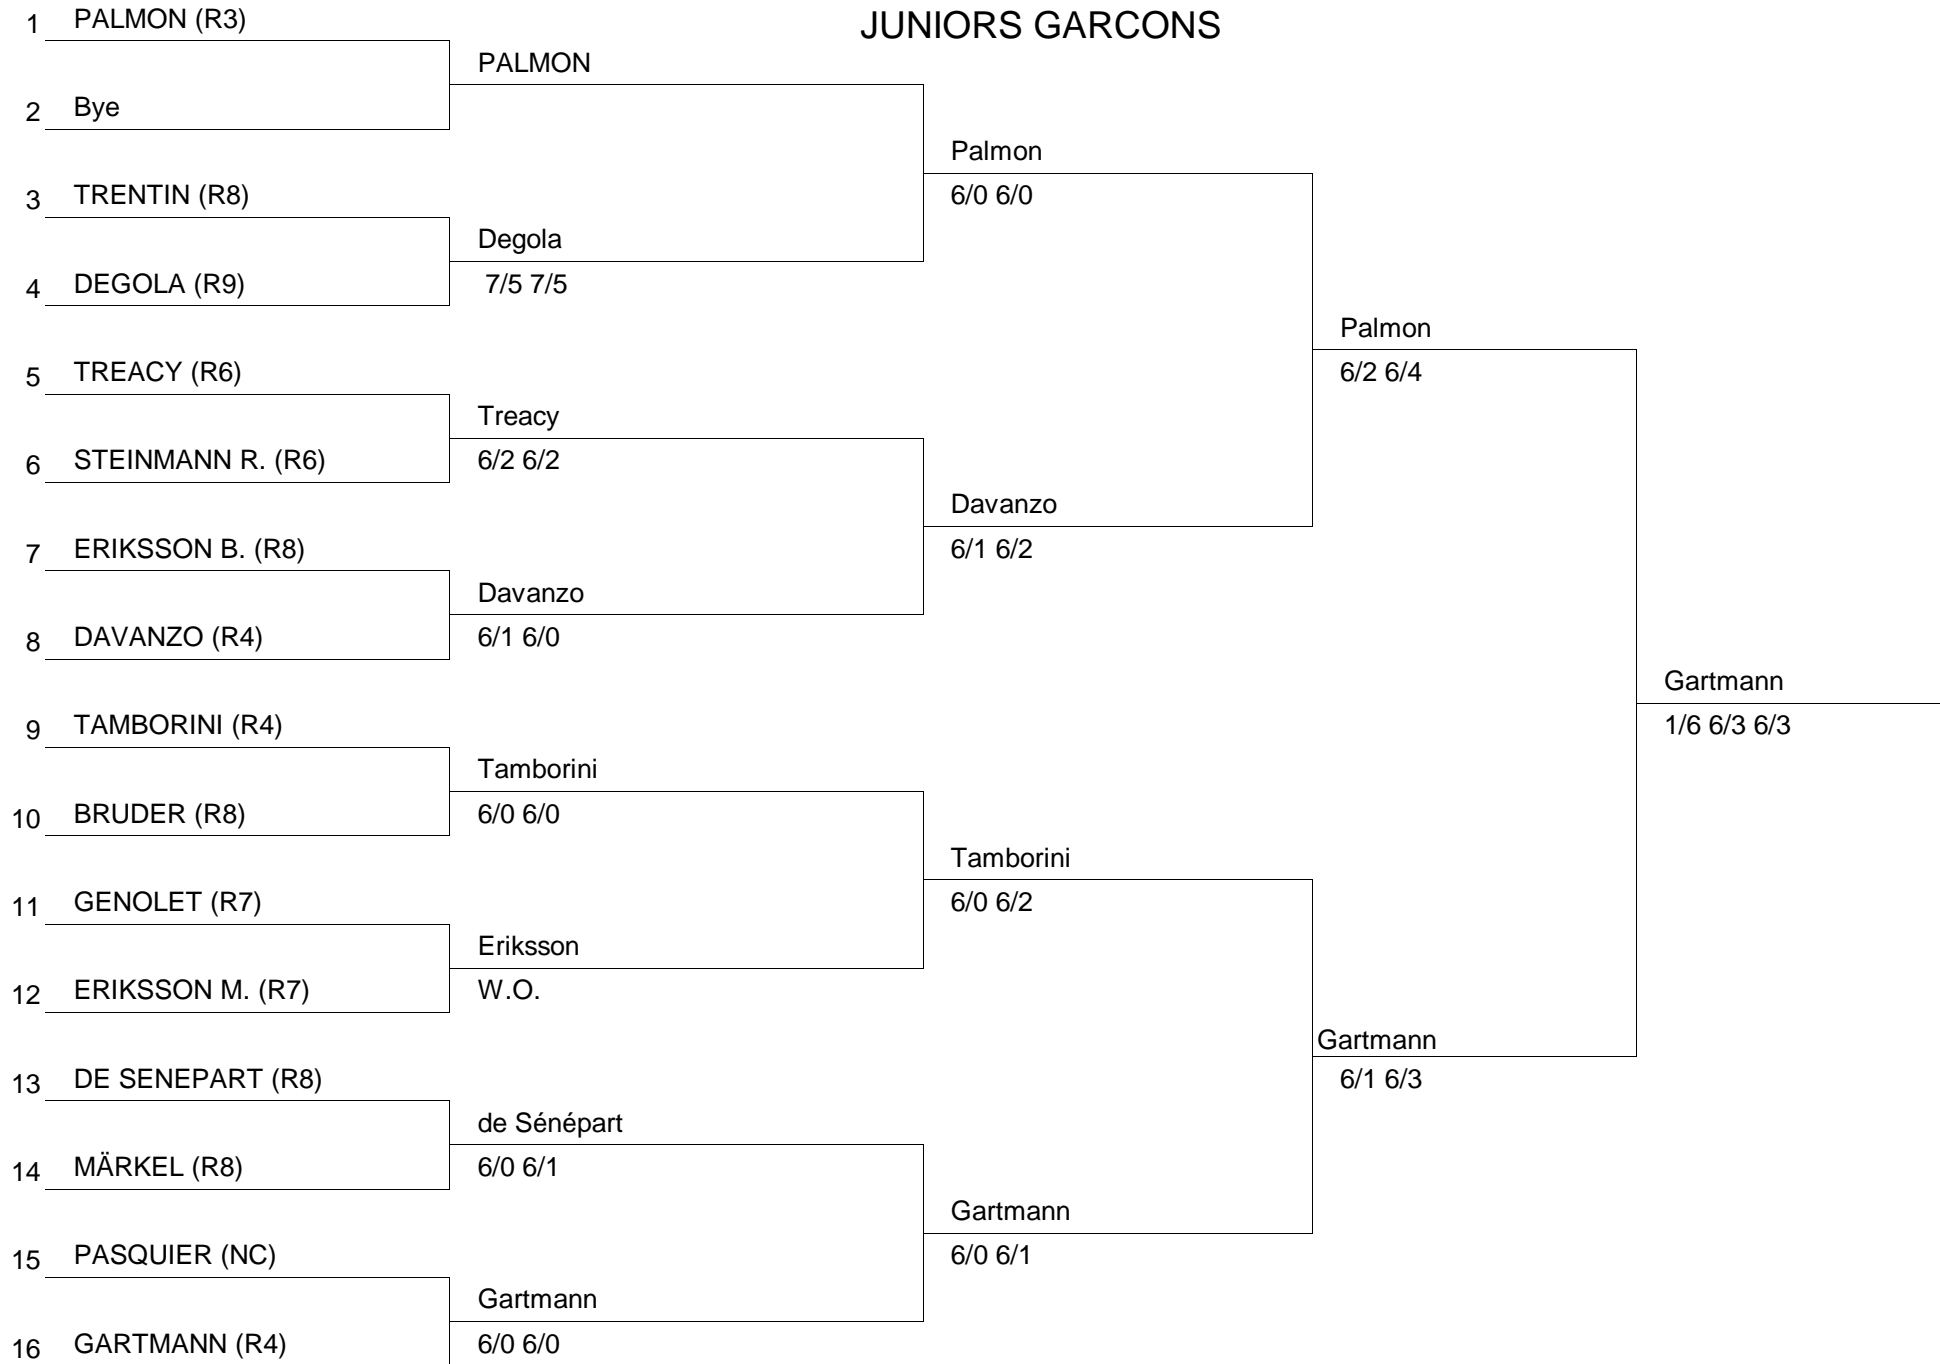 JUNIORS GARCONS
1 PALMON (R3)
PALMON
2 Bye
Palmon
3 TRENTIN (R8)
6/0 6/0
Degola
4 DEGOLA (R9)
7/5 7/5
Palmon
5 TREACY (R6)
6/2 6/4
Treacy
6 STEINMANN R. (R6)
6/2 6/2
Davanzo
7 ERIKSSON B. (R8)
6/1 6/2
Davanzo
8 DAVANZO (R4)
6/1 6/0
Gartmann
9 TAMBORINI (R4)
1/6 6/3 6/3
Tamborini
10 BRUDER (R8)
6/0 6/0
Tamborini
11 GENOLET (R7)
6/0 6/2
Eriksson
12 ERIKSSON M. (R7)
W.O.
Gartmann
13 DE SENEPART (R8)
6/1 6/3
de Sénépart
14 MÄRKEL (R8)
6/0 6/1
Gartmann
15 PASQUIER (NC)
6/0 6/1
Gartmann
16 GARTMANN (R4)
6/0 6/0